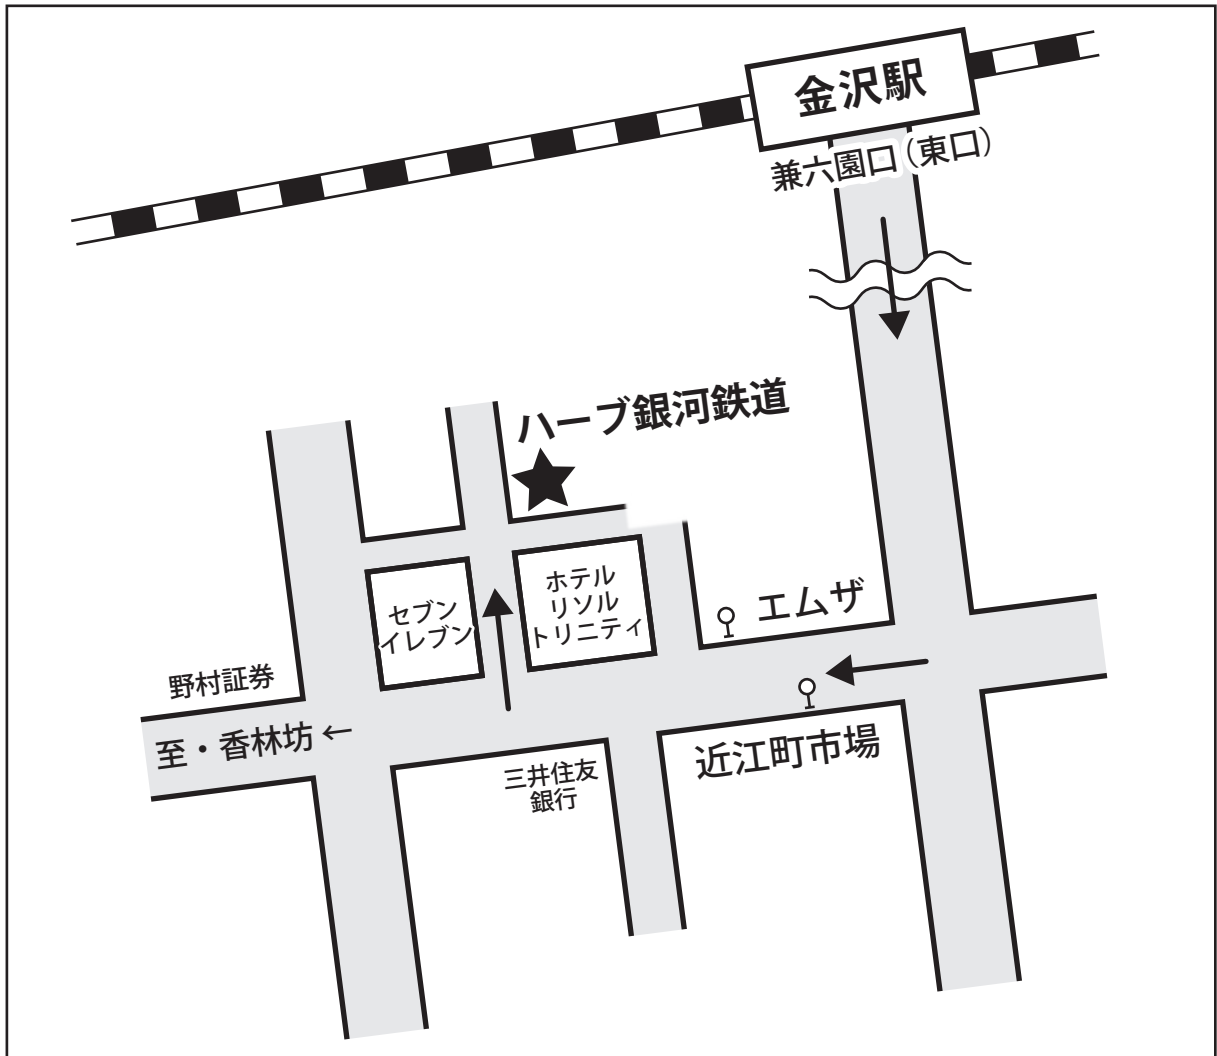 金沢駅
兼六園口（東口）
ハーブ銀河鉄道
ホテル
リソル
トリニティ
セブン
イレブン
エムザ
野村証券
至・香林坊←
近江町市場
三井住友
銀行